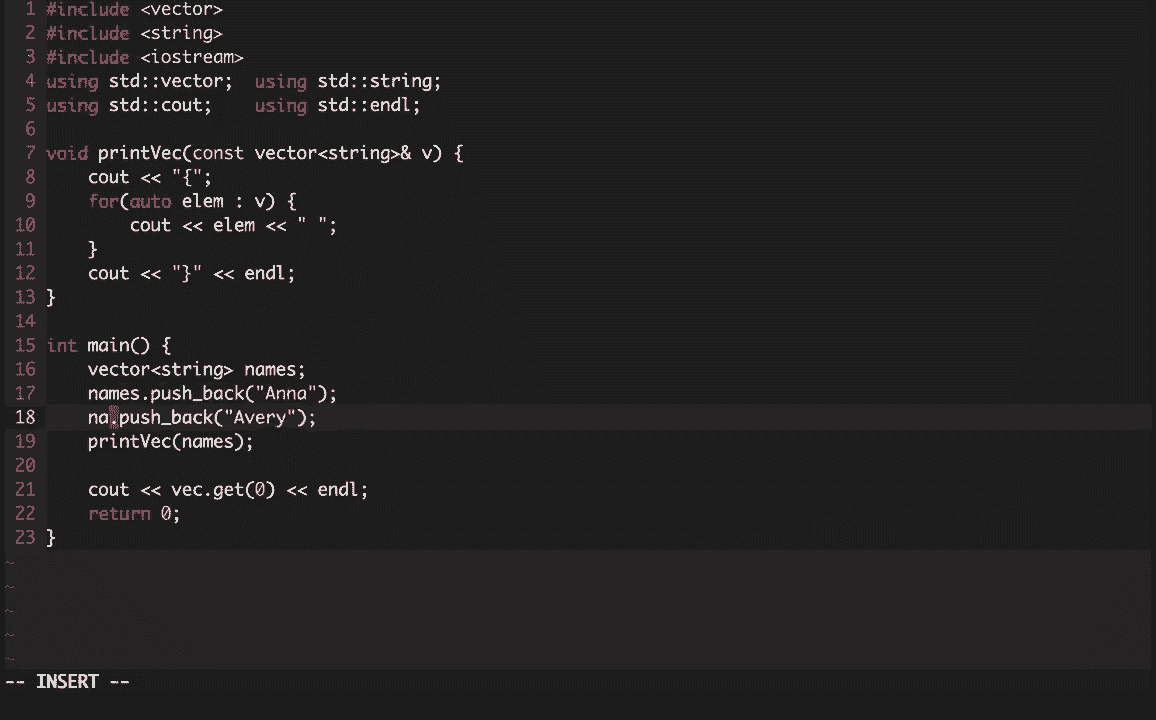 1 #include <vector>
2 #include <string>
3 #include <iostream>
4 using std::vector;  using std::string;
5 using std::cout;    using std::endl;
6
7 void printVec(const vector<string>& v) {
8     cout << "{";
9     for(auto elem : v) {
10         cout << elem << " ";
11     }
12     cout << "}" << endl;
13 }
14
15 int main() {
16     vector<string> names;
17     names.push_back("Anna");
18     na.push_back("Avery");
19     printVec(names);
20
21     cout << vec.get(0) << endl;
22     return 0;
23 }
~
~
~
~
~
-- INSERT --